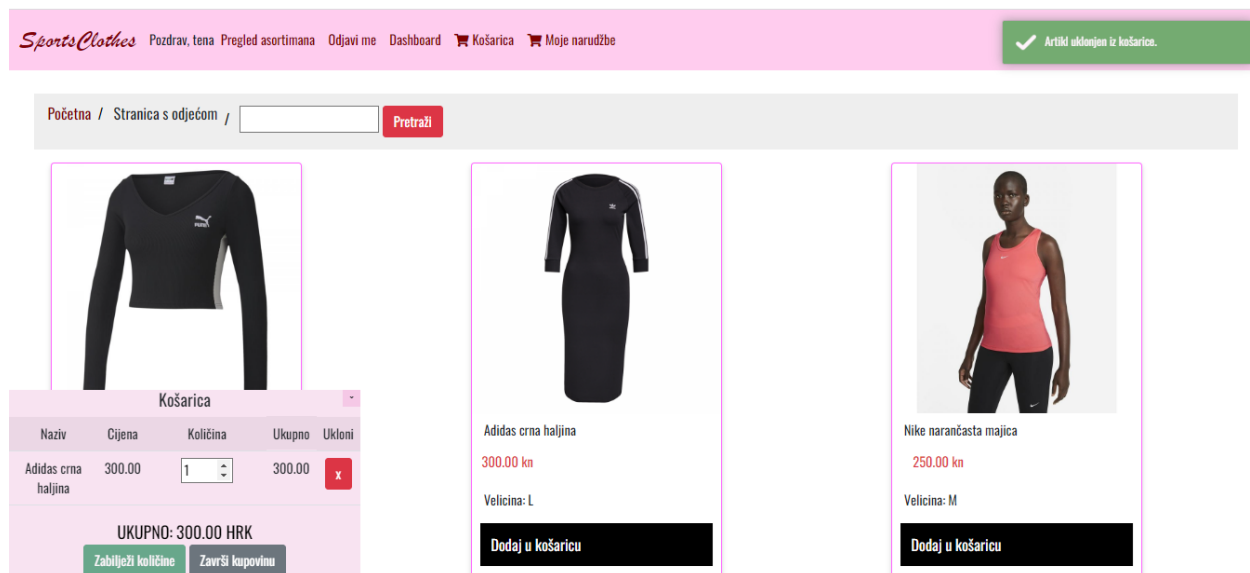 SportsClothes Pozdrav, tena Pregled asortimana Odjavi me Dashboard Košarica Moje narudžbe
Artikl uklonjen iz košarice.
Početna / Stranica s odjećom / Pretraži
PUMA
Košarica
Naziv Cijena Količina Ukupno Ukloni
Adidas crna haljina 300.00 1 300.00 x
UKUPNO: 300.00 HRK
Zabilježi količine Završi kupovinu
Adidas crna haljina
300.00 kn
Velicina: L
Dodaj u košaricu
Nike narančasta majica
250.00 kn
Velicina: M
Dodaj u košaricu